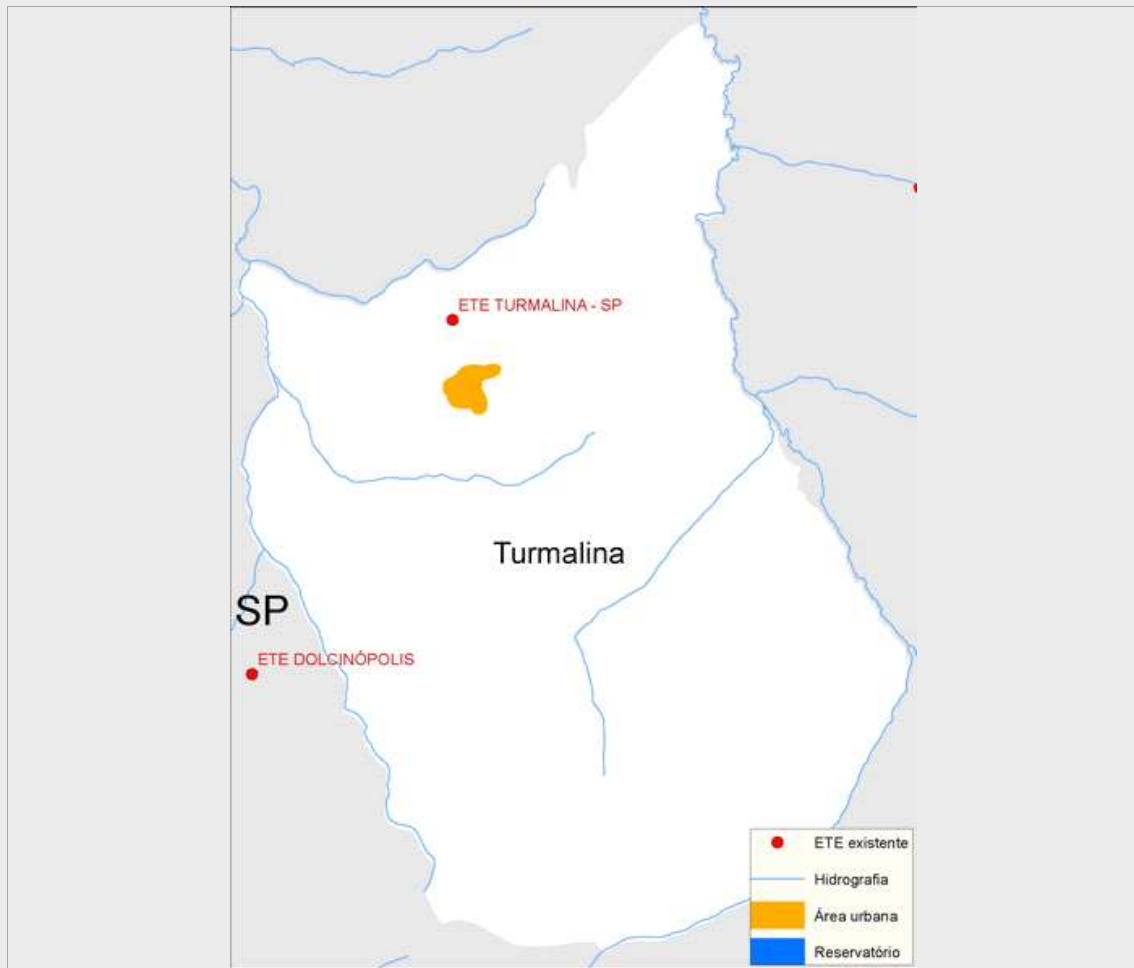 ETE TURMALINA - SP
Turmalina
SP
ETE DOLCINÓPOLIS
ETE existente
Hidrografia
Área urbana
Reservatório